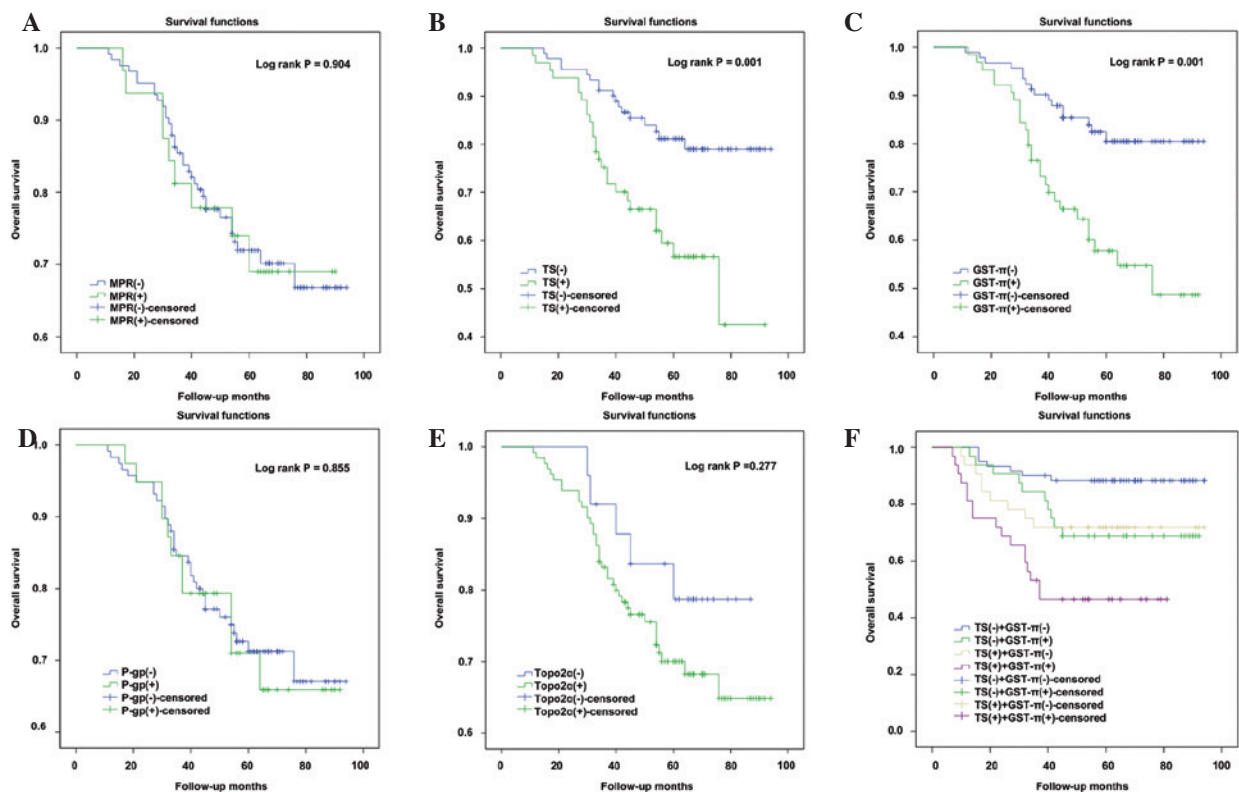 A
Survival functions
Log rank P = 0.904
Overall survival
1.0
0.9
0.8
0.7
0.6
MPR(-)
MPR(+)
MPR(-)-censored
MPR(+)-censored
0 20 40 60 80 100
Follow-up months
B
Survival functions
Log rank P = 0.001
Overall survival
1.0
0.9
0.8
0.7
0.6
0.5
0.4
TS(-)
TS(+)
TS(-)-censored
TS(+)-cencored
0 20 40 60 80 100
Follow-up months
C
Survival functions
Log rank P = 0.001
Overall survival
1.0
0.9
0.8
0.7
0.6
0.5
0.4
GST-π(-)
GST-π(+)
GST-π(-)-censored
GST-π(+)-censored
0 20 40 60 80 100
Follow-up months
D
Survival functions
Log rank P = 0.855
Overall survival
1.0
0.9
0.8
0.7
0.6
P-gp(-)
P-gp(+)
P-gp(-)-censored
P-gp(+)-censored
0 20 40 60 80 100
Follow-up months
E
Survival functions
Log rank P =0.277
Overall survival
1.0
0.9
0.8
0.7
0.6
Topo2α(-)
Topo2α(+)
Topo2α(-)-censored
Topo2α(+)-censored
0 20 40 60 80 100
Follow-up months
F
Survival functions
Overall survival
1.0
0.8
0.6
0.4
0.2
0.0
TS(-)+GST-π(-)
TS(-)+GST-π(+)
TS(+)+GST-π(-)
TS(+)+GST-π(+)
TS(-)+GST-π(-)-censored
TS(-)+GST-π(+)-censored
TS(+)+GST-π(-)-censored
TS(+)+GST-π(+)-censored
0 20 40 60 80 100
Follow-up months